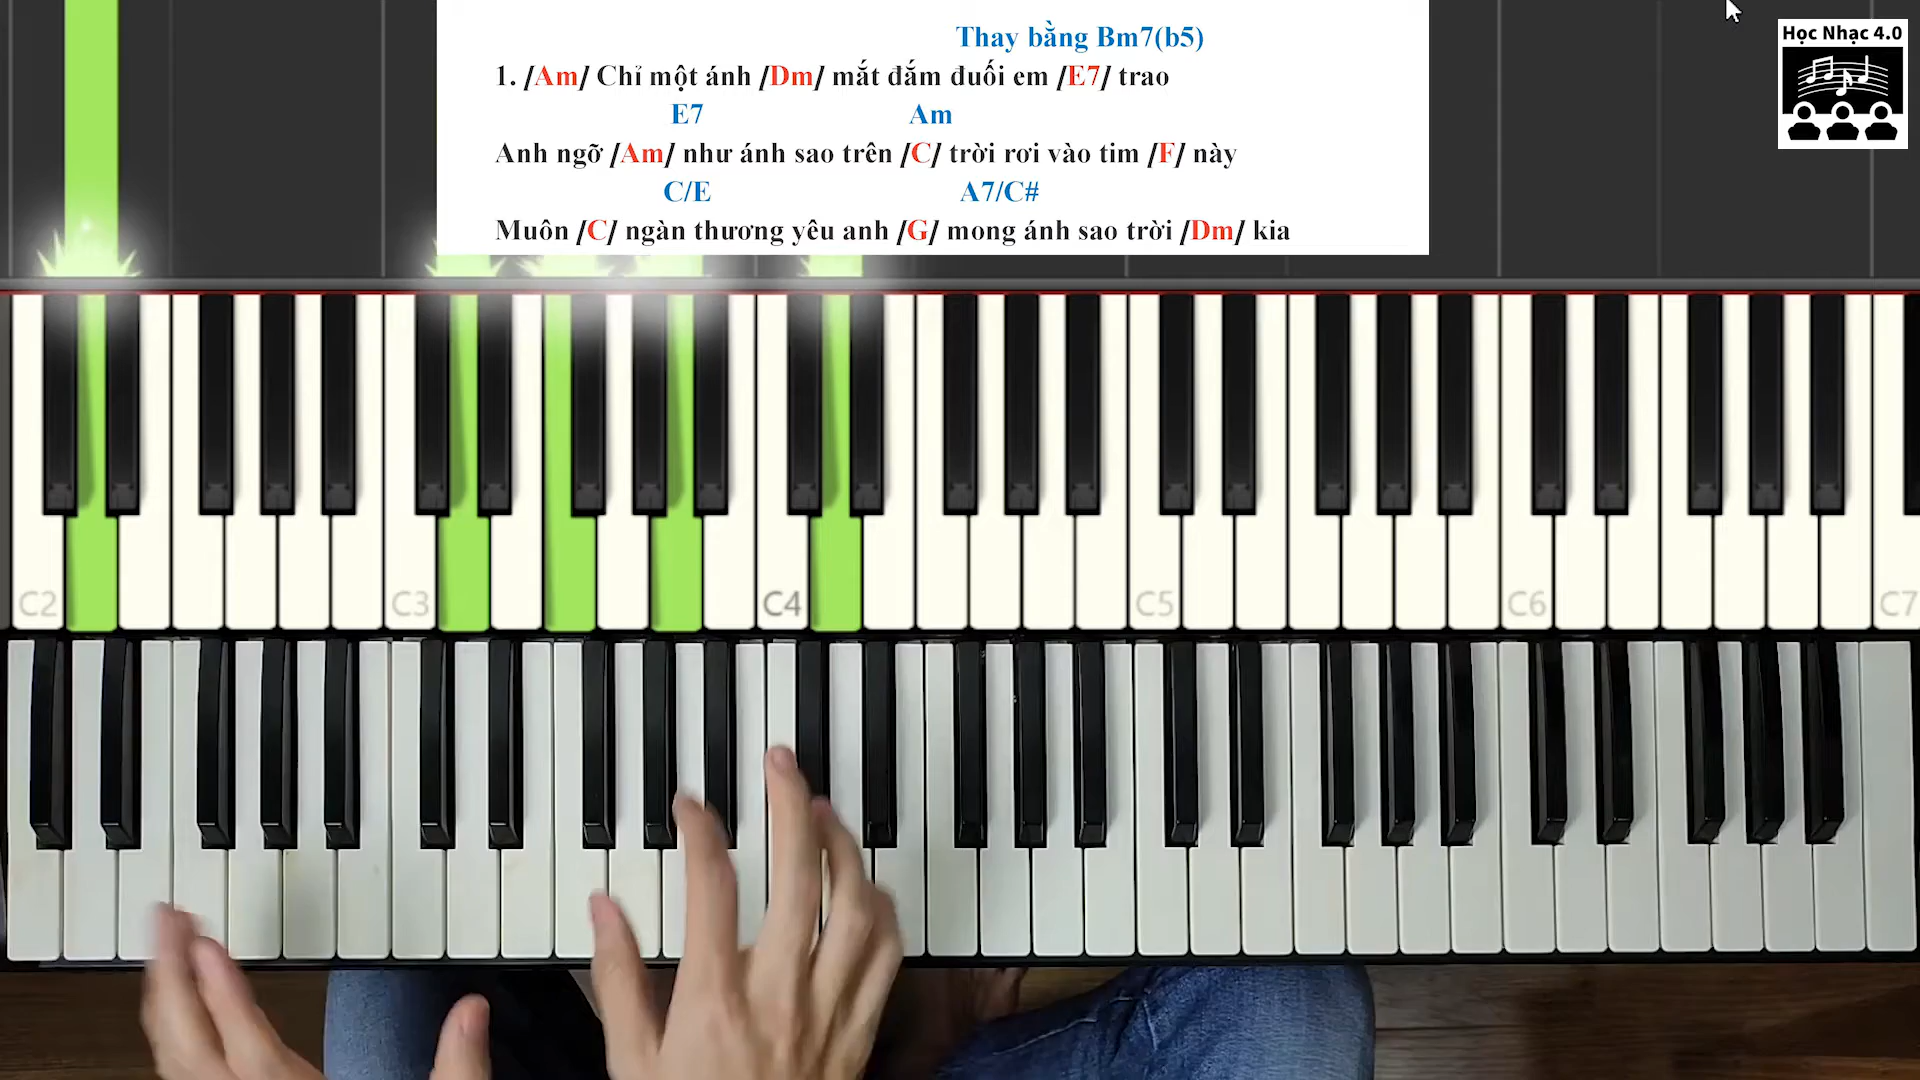 Thay bằng Bm7(b5)
1. /Am/ Chỉ một ánh /Dm/ mắt đắm đuối em /E7/ trao
E7 Am
Anh ngỡ /Am/ như ánh sao trên /C/ trời rơi vào tim /F/ này
C/E A7/C#
Muôn /C/ ngàn thương yêu anh /G/ mong ánh sao trời /Dm/ kia
Học Nhạc 4.0
C2 C3 C4 C5 C6 C7